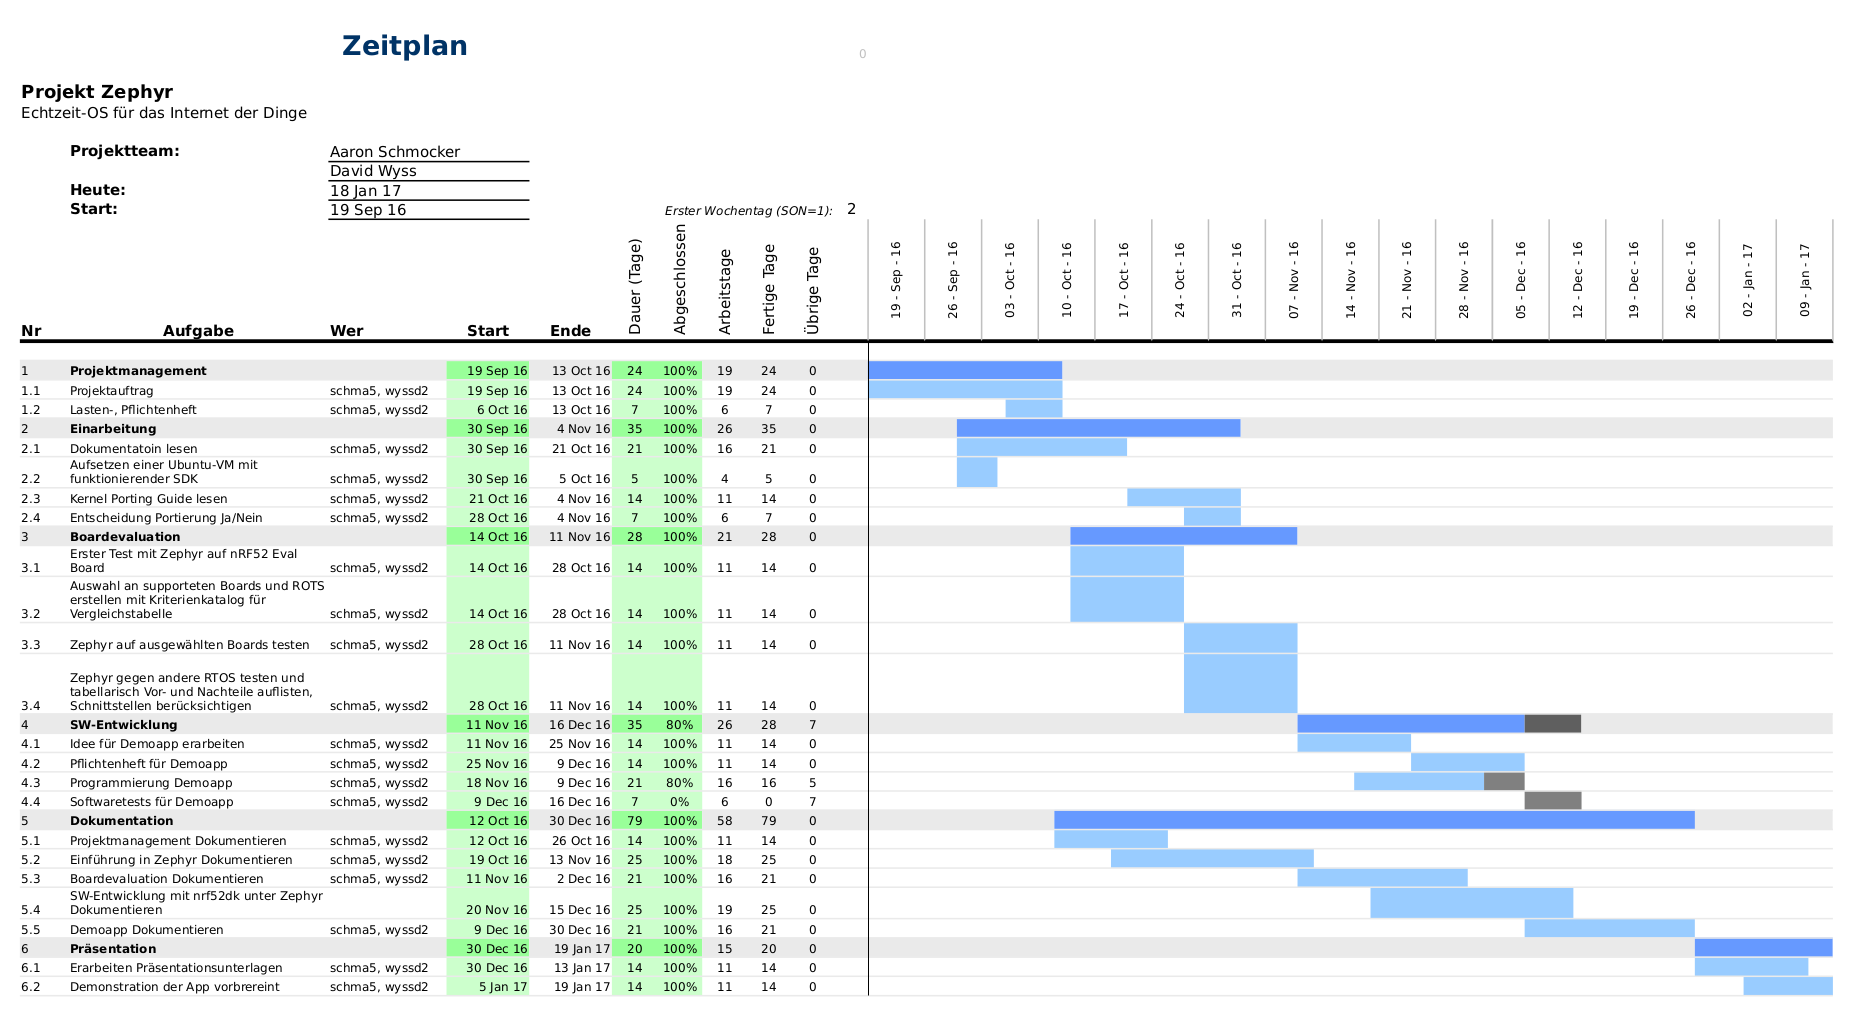 Zeitplan
0
Projekt Zephyr
Echtzeit-OS für das Internet der Dinge
Projektteam: Aaron Schmocker
David Wyss
Heute: 18 Jan 17
Start: 19 Sep 16
Erster Wochentag (SON=1): 2
Nr Aufgabe Wer Start Ende Dauer (Tage) Abgeschlossen Arbeitstage Fertige Tage Übrige Tage 19 - Sep - 16 26 - Sep - 16 03 - Oct - 16 10 - Oct - 16 17 - Oct - 16 24 - Oct - 16 31 - Oct - 16 07 - Nov - 16 14 - Nov - 16 21 - Nov - 16 28 - Nov - 16 05 - Dec - 16 12 - Dec - 16 19 - Dec - 16 26 - Dec - 16 02 - Jan - 17 09 - Jan - 17
1 Projektmanagement 19 Sep 16 13 Oct 16 24 100% 19 24 0
1.1 Projektauftrag schma5, wyssd2 19 Sep 16 13 Oct 16 24 100% 19 24 0
1.2 Lasten-, Pflichtenheft schma5, wyssd2 6 Oct 16 13 Oct 16 7 100% 6 7 0
2 Einarbeitung 30 Sep 16 4 Nov 16 35 100% 26 35 0
2.1 Dokumentatoin lesen schma5, wyssd2 30 Sep 16 21 Oct 16 21 100% 16 21 0
Aufsetzen einer Ubuntu-VM mit
2.2 funktionierender SDK schma5, wyssd2 30 Sep 16 5 Oct 16 5 100% 4 5 0
2.3 Kernel Porting Guide lesen schma5, wyssd2 21 Oct 16 4 Nov 16 14 100% 11 14 0
2.4 Entscheidung Portierung Ja/Nein schma5, wyssd2 28 Oct 16 4 Nov 16 7 100% 6 7 0
3 Boardevaluation 14 Oct 16 11 Nov 16 28 100% 21 28 0
Erster Test mit Zephyr auf nRF52 Eval
3.1 Board schma5, wyssd2 14 Oct 16 28 Oct 16 14 100% 11 14 0
Auswahl an supporteten Boards und ROTS
erstellen mit Kriterienkatalog für
3.2 Vergleichstabelle schma5, wyssd2 14 Oct 16 28 Oct 16 14 100% 11 14 0
3.3 Zephyr auf ausgewählten Boards testen schma5, wyssd2 28 Oct 16 11 Nov 16 14 100% 11 14 0
Zephyr gegen andere RTOS testen und
tabellarisch Vor- und Nachteile auflisten,
3.4 Schnittstellen berücksichtigen schma5, wyssd2 28 Oct 16 11 Nov 16 14 100% 11 14 0
4 SW-Entwicklung 11 Nov 16 16 Dec 16 35 80% 26 28 7
4.1 Idee für Demoapp erarbeiten schma5, wyssd2 11 Nov 16 25 Nov 16 14 100% 11 14 0
4.2 Pflichtenheft für Demoapp schma5, wyssd2 25 Nov 16 9 Dec 16 14 100% 11 14 0
4.3 Programmierung Demoapp schma5, wyssd2 18 Nov 16 9 Dec 16 21 80% 16 16 5
4.4 Softwaretests für Demoapp schma5, wyssd2 9 Dec 16 16 Dec 16 7 0% 6 0 7
5 Dokumentation 12 Oct 16 30 Dec 16 79 100% 58 79 0
5.1 Projektmanagement Dokumentieren schma5, wyssd2 12 Oct 16 26 Oct 16 14 100% 11 14 0
5.2 Einführung in Zephyr Dokumentieren schma5, wyssd2 19 Oct 16 13 Nov 16 25 100% 18 25 0
5.3 Boardevaluation Dokumentieren schma5, wyssd2 11 Nov 16 2 Dec 16 21 100% 16 21 0
SW-Entwicklung mit nrf52dk unter Zephyr
5.4 Dokumentieren schma5, wyssd2 20 Nov 16 15 Dec 16 25 100% 19 25 0
5.5 Demoapp Dokumentieren schma5, wyssd2 9 Dec 16 30 Dec 16 21 100% 16 21 0
6 Präsentation 30 Dec 16 19 Jan 17 20 100% 15 20 0
6.1 Erarbeiten Präsentationsunterlagen schma5, wyssd2 30 Dec 16 13 Jan 17 14 100% 11 14 0
6.2 Demonstration der App vorbrereint schma5, wyssd2 5 Jan 17 19 Jan 17 14 100% 11 14 0